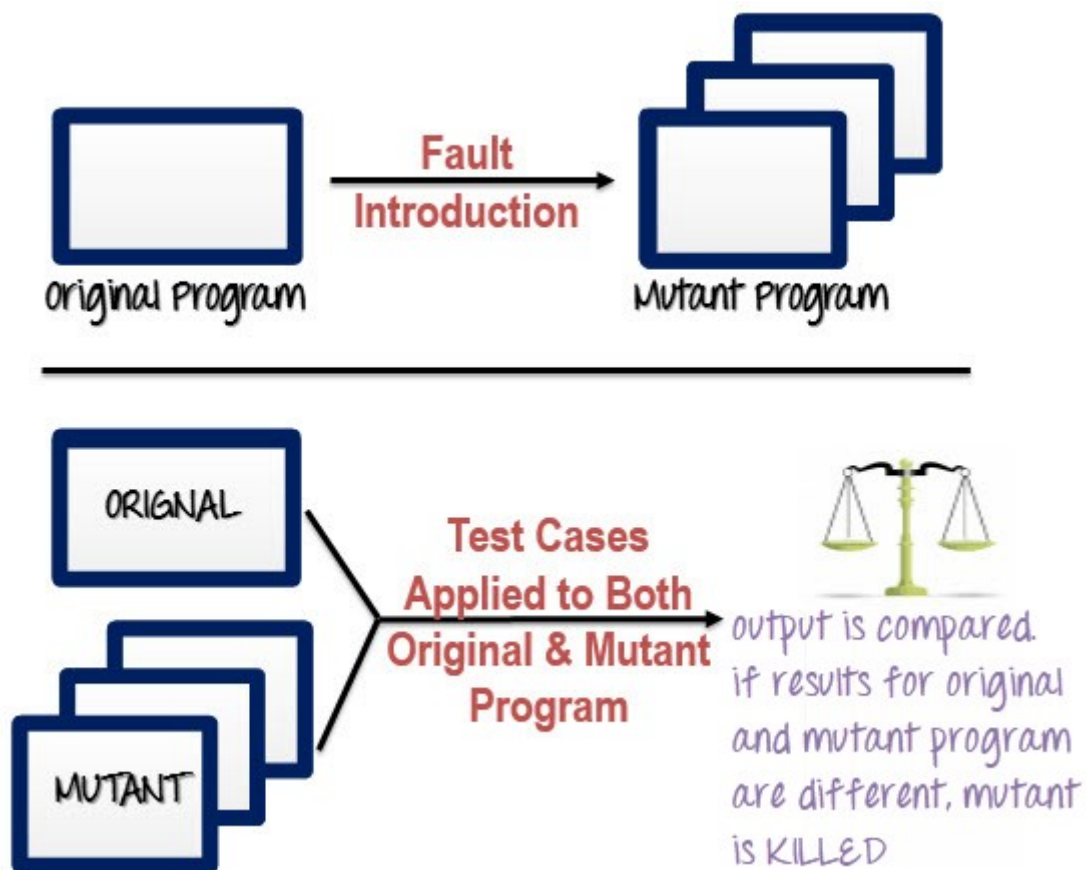 Fault
Introduction
Original Program
Mutant Program
ORIGNAL
MUTANT
Test Cases
Applied to Both
Original & Mutant
Program
output is compared.
if results for original
and mutant program
are different, mutant
is KILLED